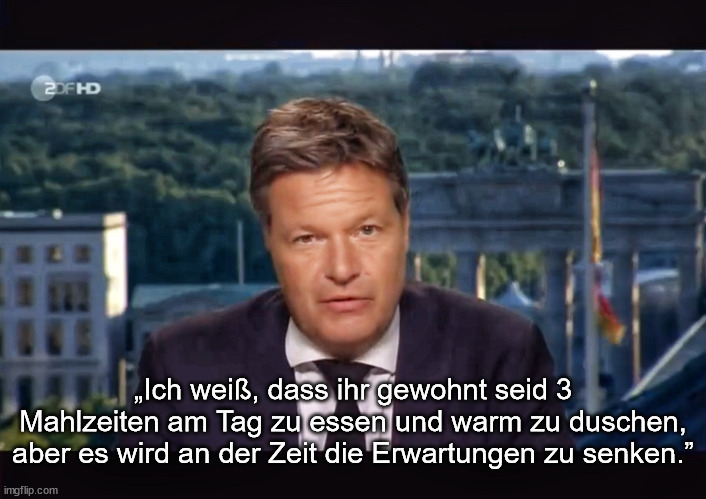 ZDF HD
„Ich weiß, dass ihr gewohnt seid 3
Mahlzeiten am Tag zu essen und warm zu duschen,
aber es wird an der Zeit die Erwartungen zu senken.”
imgflip.com